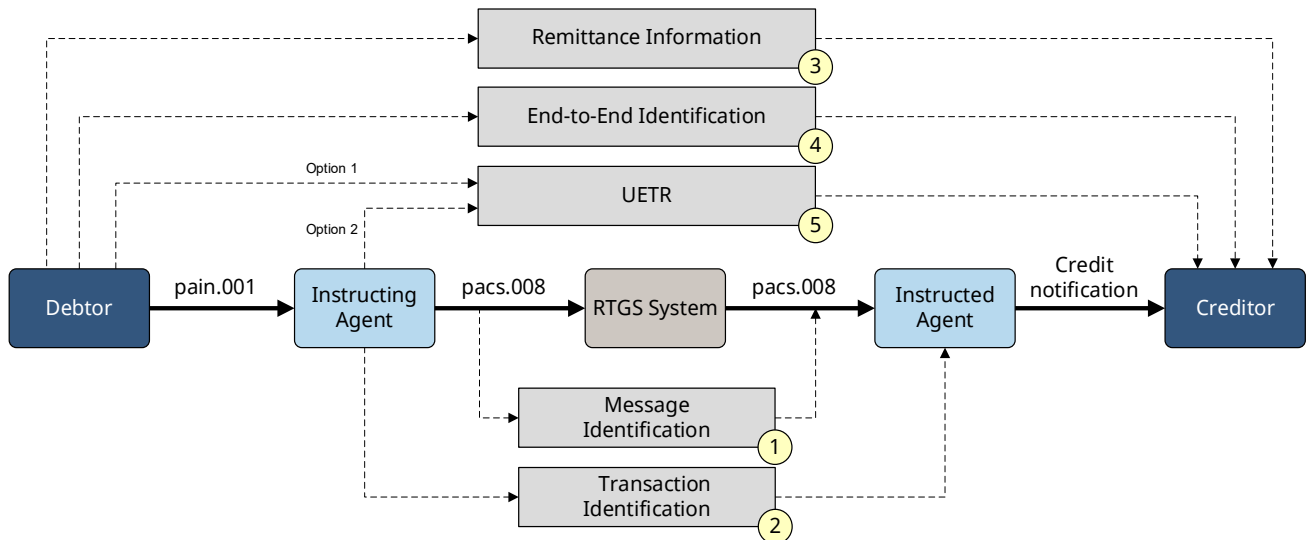 Remittance Information
3
End-to-End Identification
4
Option 1
UETR
5
Option 2
Debtor
pain.001
Instructing
Agent
pacs.008
RTGS System
pacs.008
Instructed
Agent
Credit
notification
Creditor
Message
Identification
1
Transaction
Identification
2